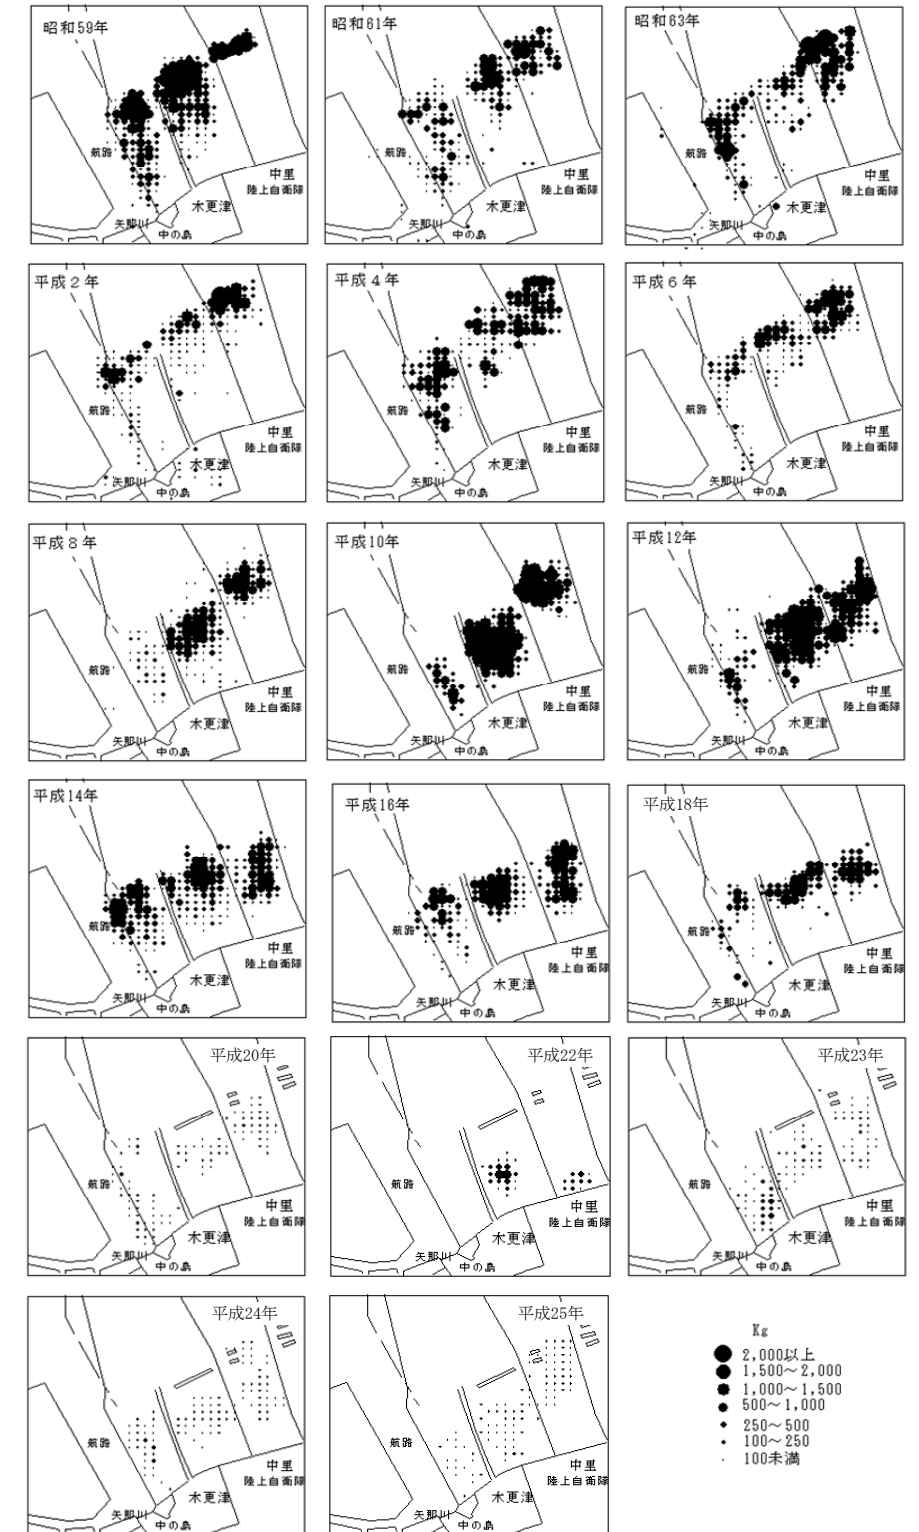 昭和59年
航路
中里
陸上自衛隊
木更津
矢那川
中の島
昭和61年
航路
中里
陸上自衛隊
木更津
矢那川
中の島
昭和63年
航路
中里
陸上自衛隊
木更津
矢那川
中の島
平成２年
航路
中里
陸上自衛隊
木更津
矢那川
中の島
平成４年
航路
中里
陸上自衛隊
木更津
矢那川
中の島
平成６年
航路
中里
陸上自衛隊
木更津
矢那川
中の島
平成８年
航路
中里
陸上自衛隊
木更津
矢那川
中の島
平成10年
航路
中里
陸上自衛隊
木更津
矢那川
中の島
平成12年
航路
中里
陸上自衛隊
木更津
矢那川
中の島
平成14年
航路
中里
陸上自衛隊
木更津
矢那川
中の島
平成16年
航路
中里
陸上自衛隊
木更津
矢那川
中の島
平成18年
航路
中里
陸上自衛隊
木更津
矢那川
中の島
平成20年
航路
中里
陸上自衛隊
木更津
矢那川
中の島
平成22年
航路
中里
陸上自衛隊
木更津
矢那川
中の島
平成23年
航路
中里
陸上自衛隊
木更津
矢那川
中の島
平成24年
航路
中里
陸上自衛隊
木更津
矢那川
中の島
平成25年
航路
中里
陸上自衛隊
木更津
矢那川
中の島
Kg
2,000以上
1,500～2,000
1,000～1,500
500～1,000
250～500
100～250
100未満